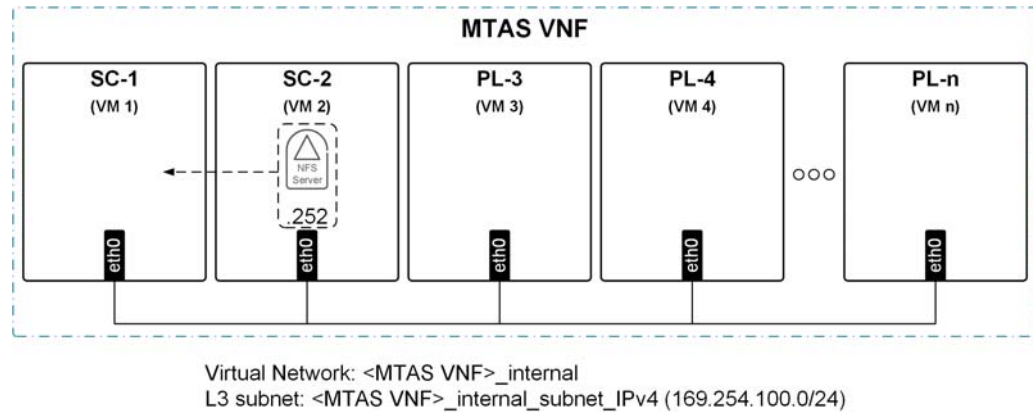 MTAS VNF
SC-1
(VM 1)
SC-2
(VM 2)
PL-3
(VM 3)
PL-4
(VM 4)
PL-n
(VM n)
NFS
Server
.252
eth0
eth0
eth0
eth0
eth0
Virtual Network: <MTAS VNF>_internal
L3 subnet: <MTAS VNF>_internal_subnet_IPv4 (169.254.100.0/24)